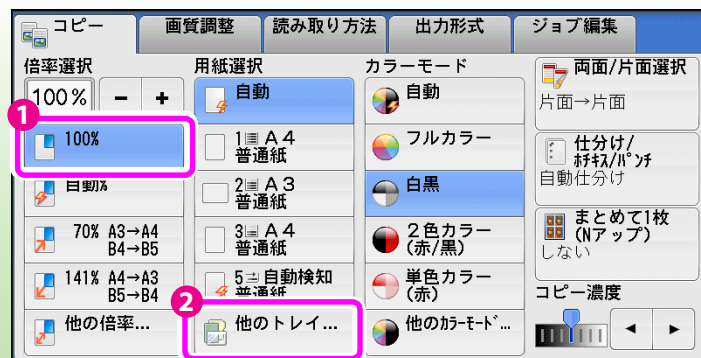 コピー
画質調整
読み取り方法
出力形式
ジョブ編集
倍率選択
100%
− +
1
100%
自動%
70% A3→A4
B4→B5
141% A4→A3
B5→B4
他の倍率...
用紙選択
自動
1 A4
普通紙
2 A3
普通紙
3 A4
普通紙
5 自動検知
普通紙
2
他のトレイ...
カラーモード
自動
フルカラー
白黒
2色カラー
(赤/黒)
単色カラー
(赤)
他のカラーモード...
両面/片面選択
片面→片面
仕分け/
ホチキス/パンチ
自動仕分け
まとめて1枚
(Nアップ)
しない
コピー濃度